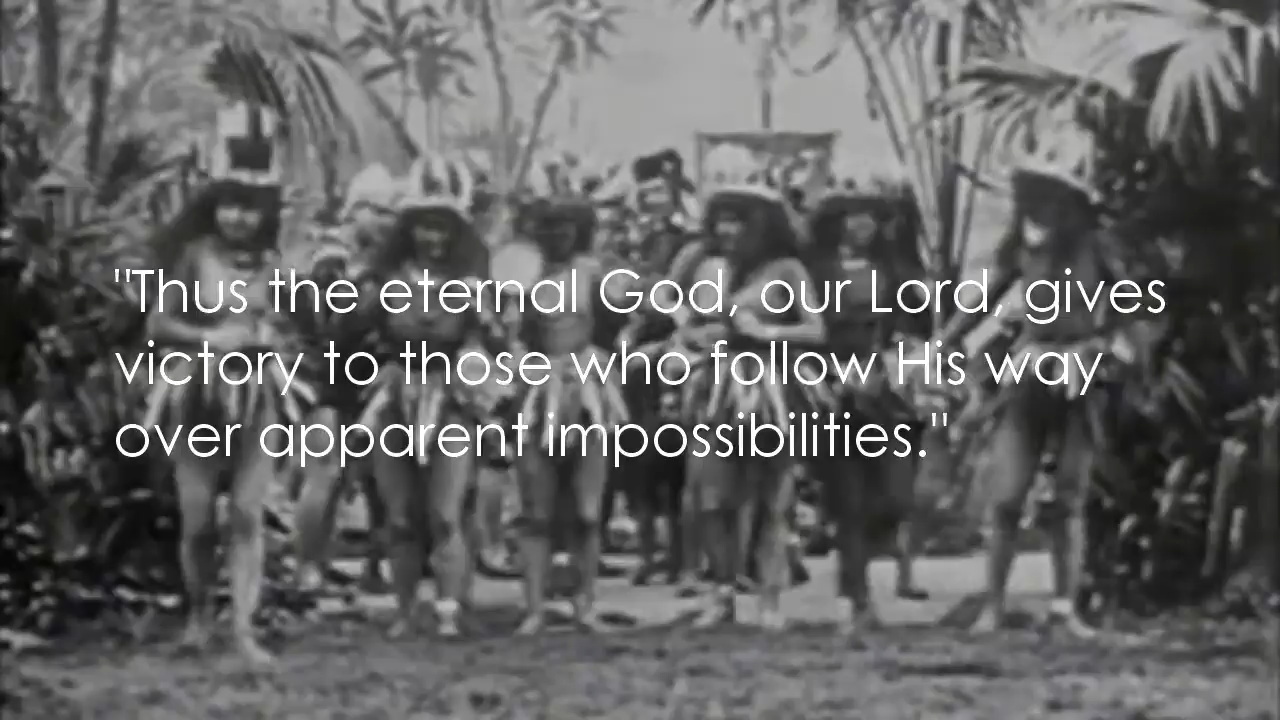 "Thus the eternal God, our Lord, gives
victory to those who follow His way
over apparent impossibilities."